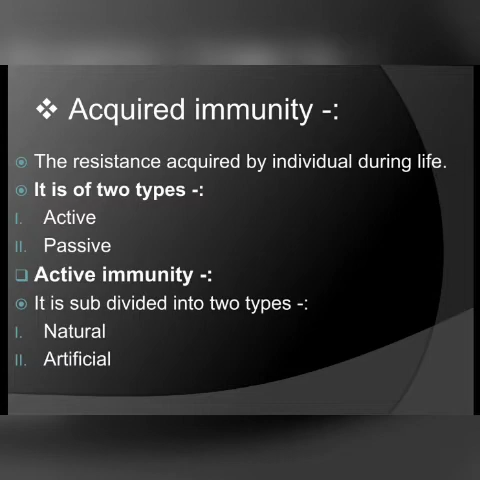 ❖ Acquired immunity -:
The resistance acquired by individual during life.
It is of two types -:
I. Active
II. Passive
❑ Active immunity -:
It is sub divided into two types -:
I. Natural
II. Artificial